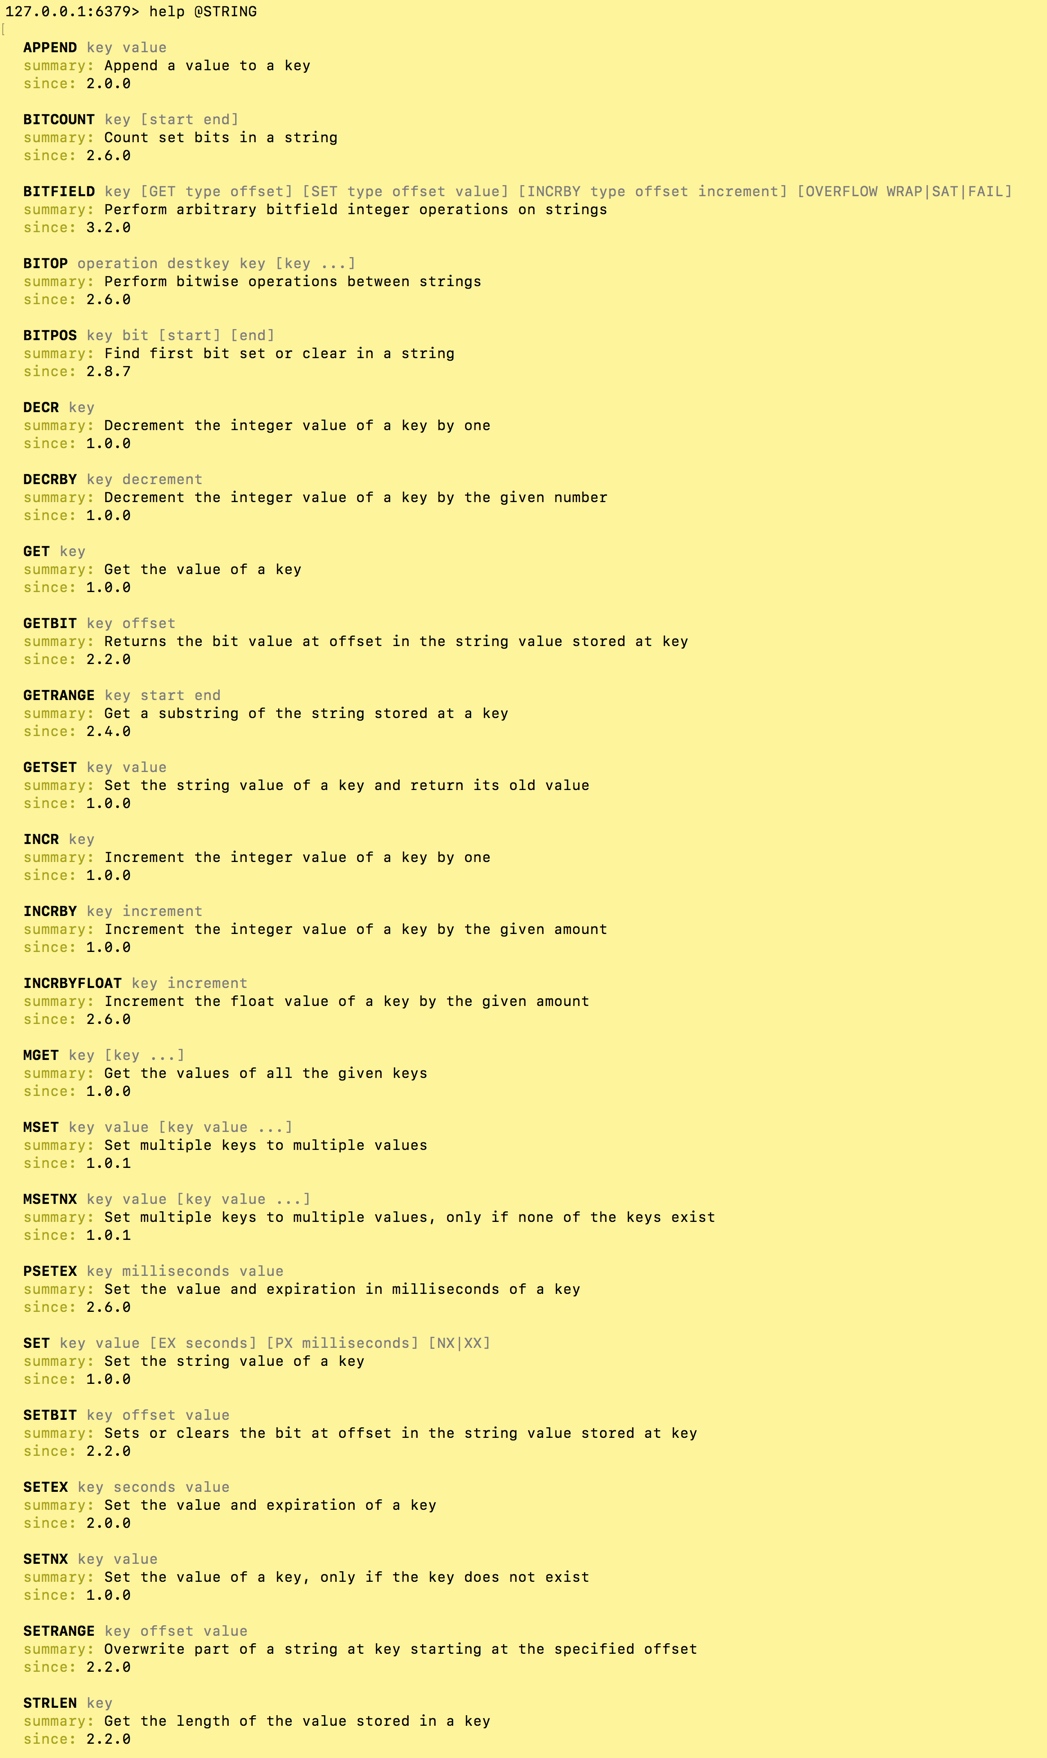 127.0.0.1:6379> help @STRING
[
APPEND key value
summary: Append a value to a key
since: 2.0.0
BITCOUNT key [start end]
summary: Count set bits in a string
since: 2.6.0
BITFIELD key [GET type offset] [SET type offset value] [INCRBY type offset increment] [OVERFLOW WRAP|SAT|FAIL]
summary: Perform arbitrary bitfield integer operations on strings
since: 3.2.0
BITOP operation destkey key [key ...]
summary: Perform bitwise operations between strings
since: 2.6.0
BITPOS key bit [start] [end]
summary: Find first bit set or clear in a string
since: 2.8.7
DECR key
summary: Decrement the integer value of a key by one
since: 1.0.0
DECRBY key decrement
summary: Decrement the integer value of a key by the given number
since: 1.0.0
GET key
summary: Get the value of a key
since: 1.0.0
GETBIT key offset
summary: Returns the bit value at offset in the string value stored at key
since: 2.2.0
GETRANGE key start end
summary: Get a substring of the string stored at a key
since: 2.4.0
GETSET key value
summary: Set the string value of a key and return its old value
since: 1.0.0
INCR key
summary: Increment the integer value of a key by one
since: 1.0.0
INCRBY key increment
summary: Increment the integer value of a key by the given amount
since: 1.0.0
INCRBYFLOAT key increment
summary: Increment the float value of a key by the given amount
since: 2.6.0
MGET key [key ...]
summary: Get the values of all the given keys
since: 1.0.0
MSET key value [key value ...]
summary: Set multiple keys to multiple values
since: 1.0.1
MSETNX key value [key value ...]
summary: Set multiple keys to multiple values, only if none of the keys exist
since: 1.0.1
PSETEX key milliseconds value
summary: Set the value and expiration in milliseconds of a key
since: 2.6.0
SET key value [EX seconds] [PX milliseconds] [NX|XX]
summary: Set the string value of a key
since: 1.0.0
SETBIT key offset value
summary: Sets or clears the bit at offset in the string value stored at key
since: 2.2.0
SETEX key seconds value
summary: Set the value and expiration of a key
since: 2.0.0
SETNX key value
summary: Set the value of a key, only if the key does not exist
since: 1.0.0
SETRANGE key offset value
summary: Overwrite part of a string at key starting at the specified offset
since: 2.2.0
STRLEN key
summary: Get the length of the value stored in a key
since: 2.2.0